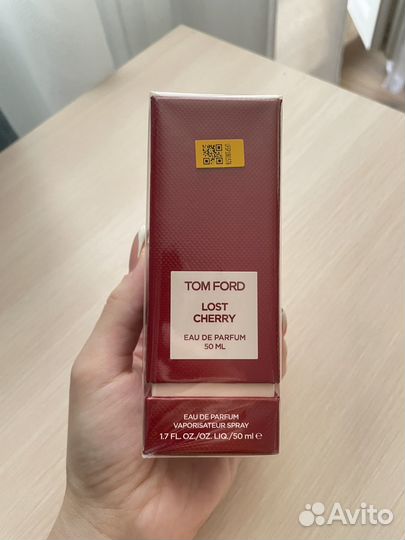 TOM FORD
LOST
CHERRY
EAU DE PARFUM
50 ML
EAU DE PARFUM
VAPORISATEUR SPRAY
1.7 FL. OZ./OZ. LIQ./50 ml ℮
Avito